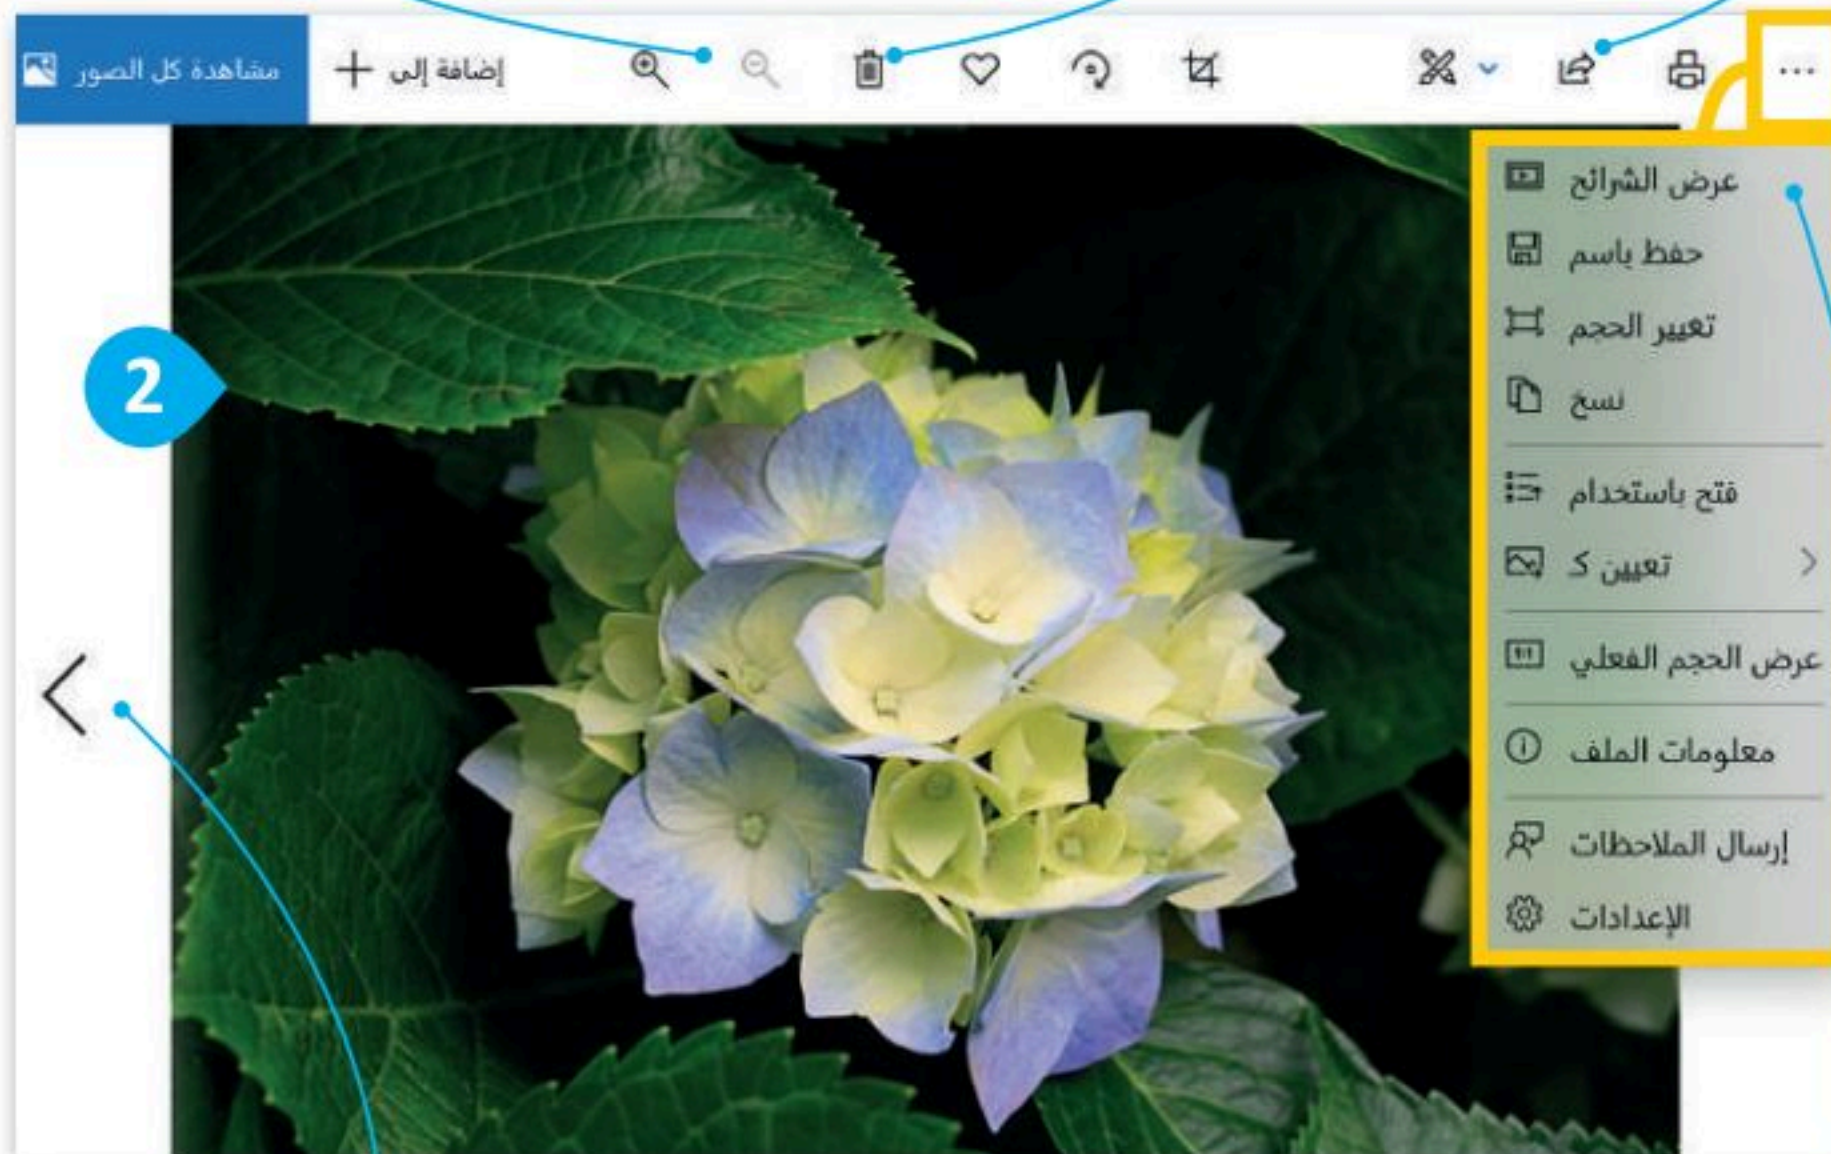 مشاهدة كل الصور
إضافة إلى
عرض الشرائح
حفظ باسم
تغيير الحجم
نسخ
2
فتح باستخدام
تعيين ك
عرض الحجم الفعلي
معلومات الملف
إرسال الملاحظات
الإعدادات